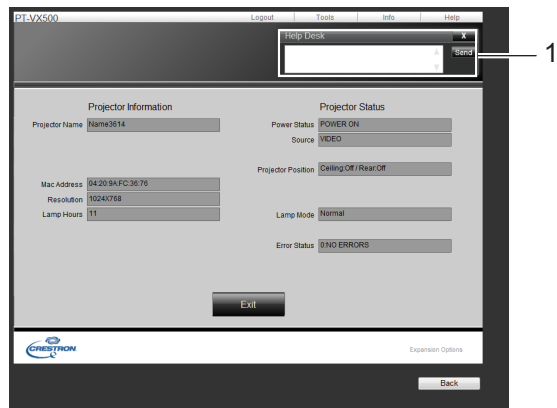 PT-VX500
Logout Tools Info Help
Help Desk X
Send
1
Projector Information
Projector Name Name3614
Mac Address 04:20:9A:FC:36:76
Resolution 1024X768
Lamp Hours 11
Projector Status
Power Status POWER ON
Source VIDEO
Projector Position Ceiling:Off / Rear:Off
Lamp Mode Normal
Error Status 0:NO ERRORS
Exit
CRESTRON
Expansion Options
Back